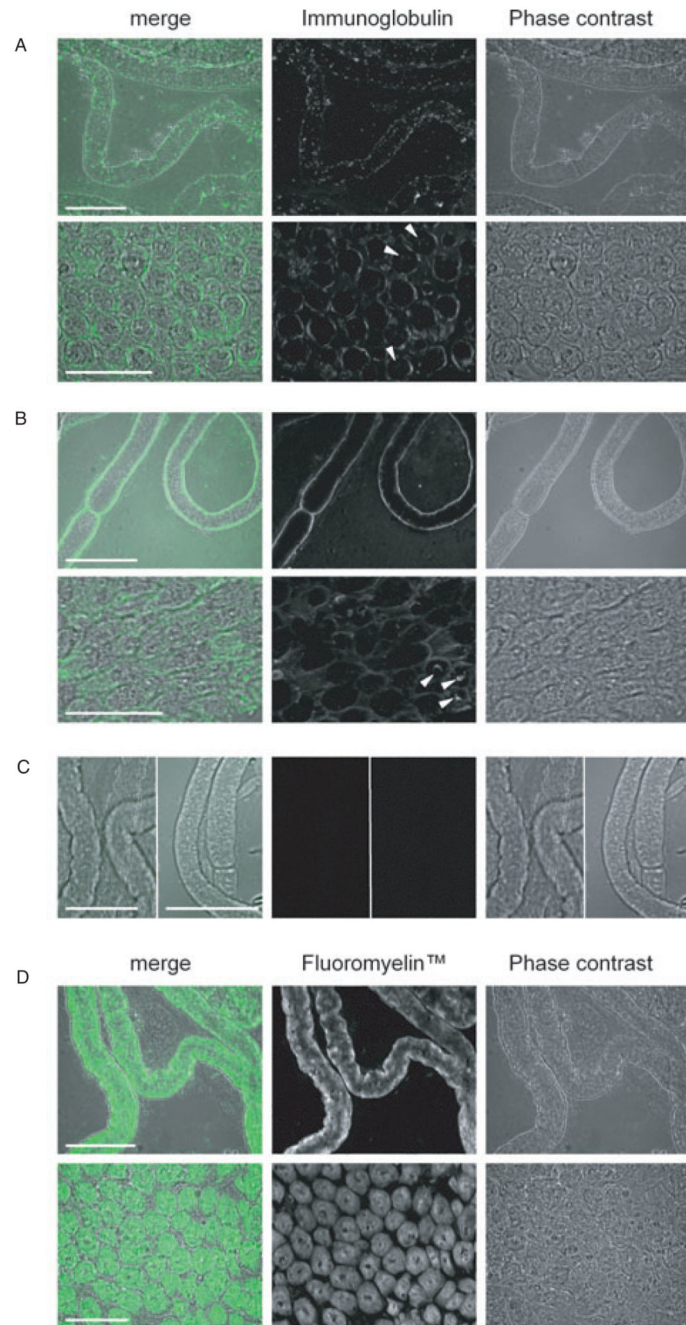 merge Immunoglobulin Phase contrast
A
B
C
D
merge Fluoromyelin™ Phase contrast